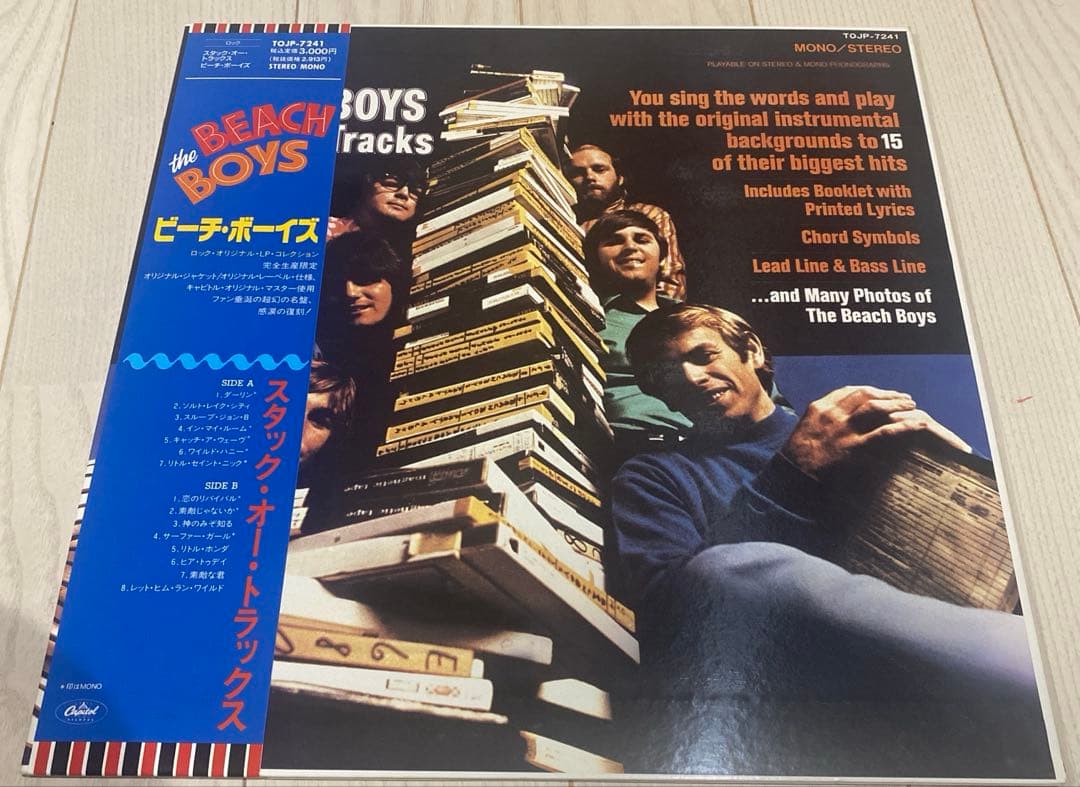 ロック
スタック・オー・
トラックス
ビーチ・ボーイズ
TOJP-7241
税込定価3,000円
(税抜価格2,913円)
STEREO MONO
the BEACH
BOYS
ビーチ・ボーイズ
ロック・オリジナル・LP・コレクション
完全生産限定
オリジナル・ジャケット/オリジナル・レーベル・仕様、
キャピトル・オリジナル・マスター使用
ファン垂涎の超幻の名盤、
感涙の復刻!
SIDE A
1. ダーリン*
2. ソルト・レイク・シティ
3. スループ・ジョン・B
4. イン・マイ・ルーム*
5. キャッチ・ア・ウェーヴ*
6. ワイルド・ハニー*
7. リトル・セイント・ニック*
SIDE B
1. 恋のリバイバル*
2. 素敵じゃないか*
3. 神のみぞ知る
4. サーファー・ガール*
5. リトル・ホンダ
6. ヒア・トゥデイ
7. 素敵な君
8. レット・ヒム・ラン・ワイルド
スタック・オー・トラックス
*印はMONO
Capitol
RECORDS
BOYS
Tracks
TOJP-7241
MONO/STEREO
PLAYABLE ON STEREO & MONO PHONOGRAPHS
You sing the words and play
with the original instrumental
backgrounds to 15
of their biggest hits
Includes Booklet with
Printed Lyrics
Chord Symbols
Lead Line & Bass Line
...and Many Photos of
The Beach Boys